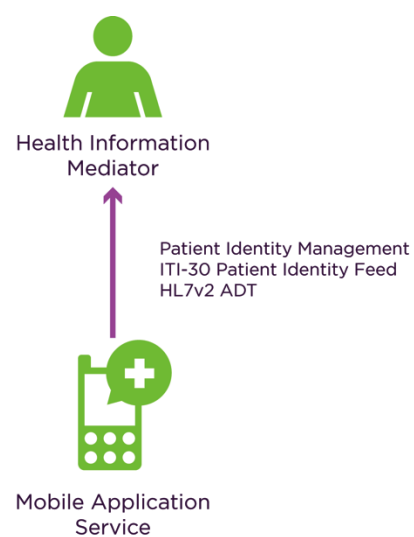 Health Information
Mediator
Patient Identity Management
ITI-30 Patient Identity Feed
HL7v2 ADT
Mobile Application
Service